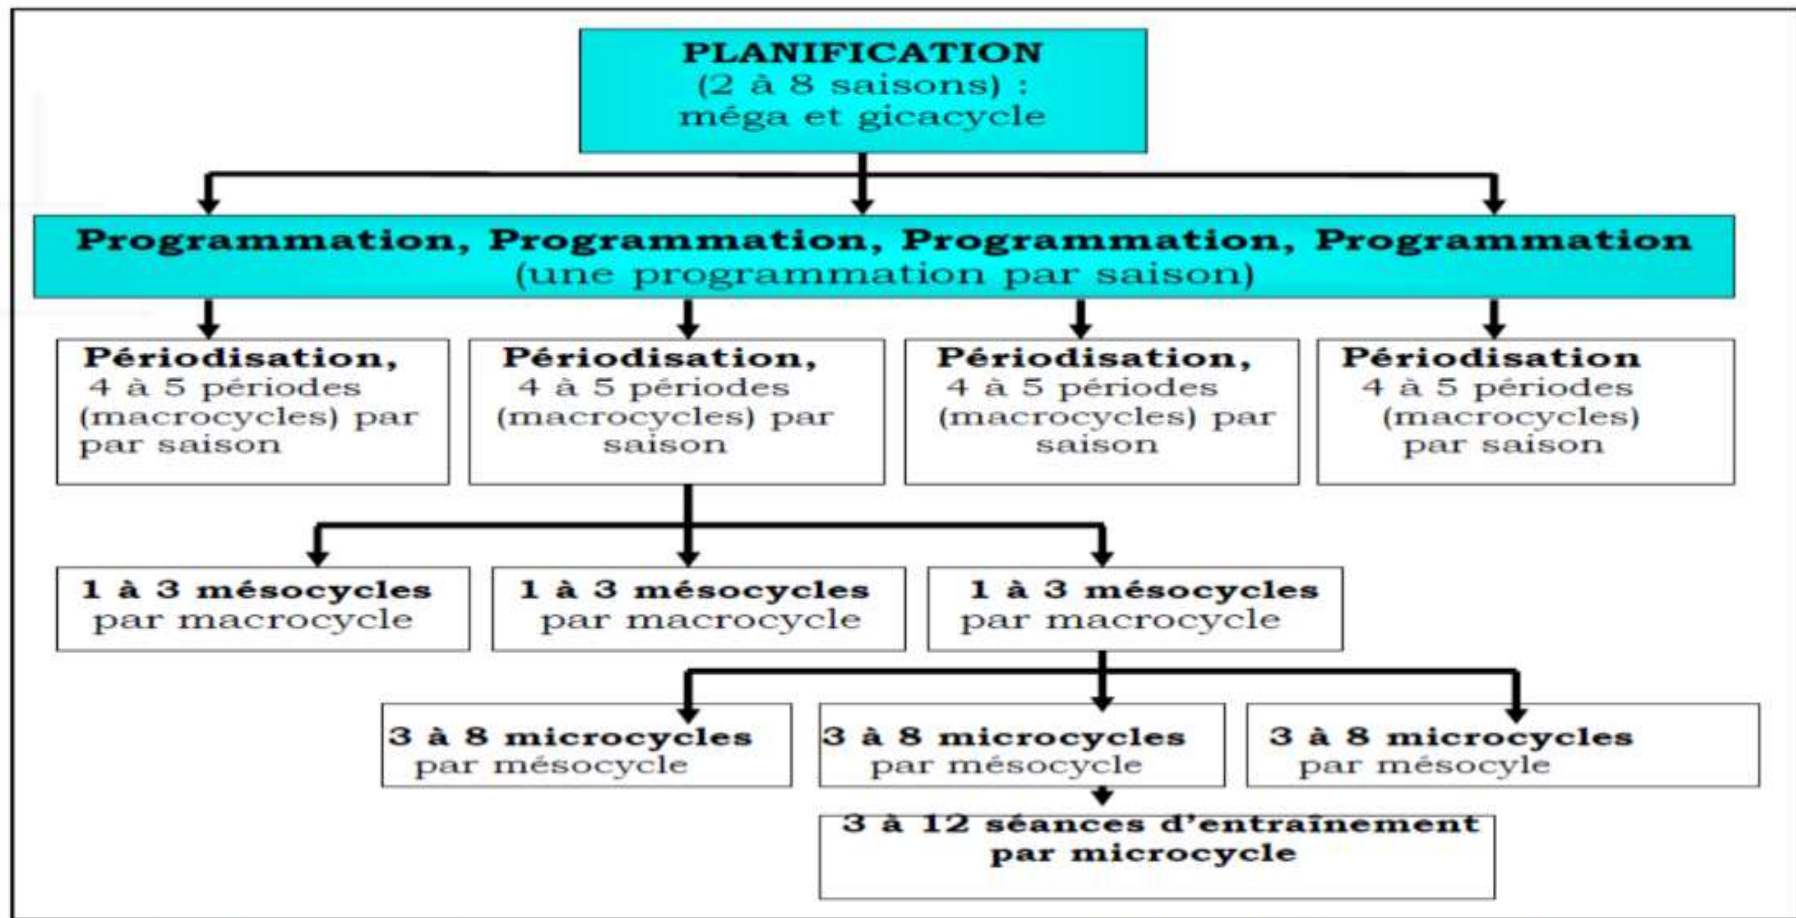 PLANIFICATION
(2 à 8 saisons) :
méga et gicacycle
Programmation, Programmation, Programmation, Programmation
(une programmation par saison)
Périodisation,
4 à 5 périodes
(macrocycles) par
par saison
Périodisation,
4 à 5 périodes
(macrocycles) par
saison
Périodisation,
4 à 5 périodes
(macrocycles) par
saison
Périodisation
4 à 5 périodes
(macrocycles)
par saison
1 à 3 mésocycles
par macrocycle
1 à 3 mésocycles
par macrocycle
1 à 3 mésocycles
par macrocycle
3 à 8 microcycles
par mésocycle
3 à 8 microcycles
par mésocycle
3 à 8 microcycles
par mésocyle
3 à 12 séances d'entraînement
par microcycle